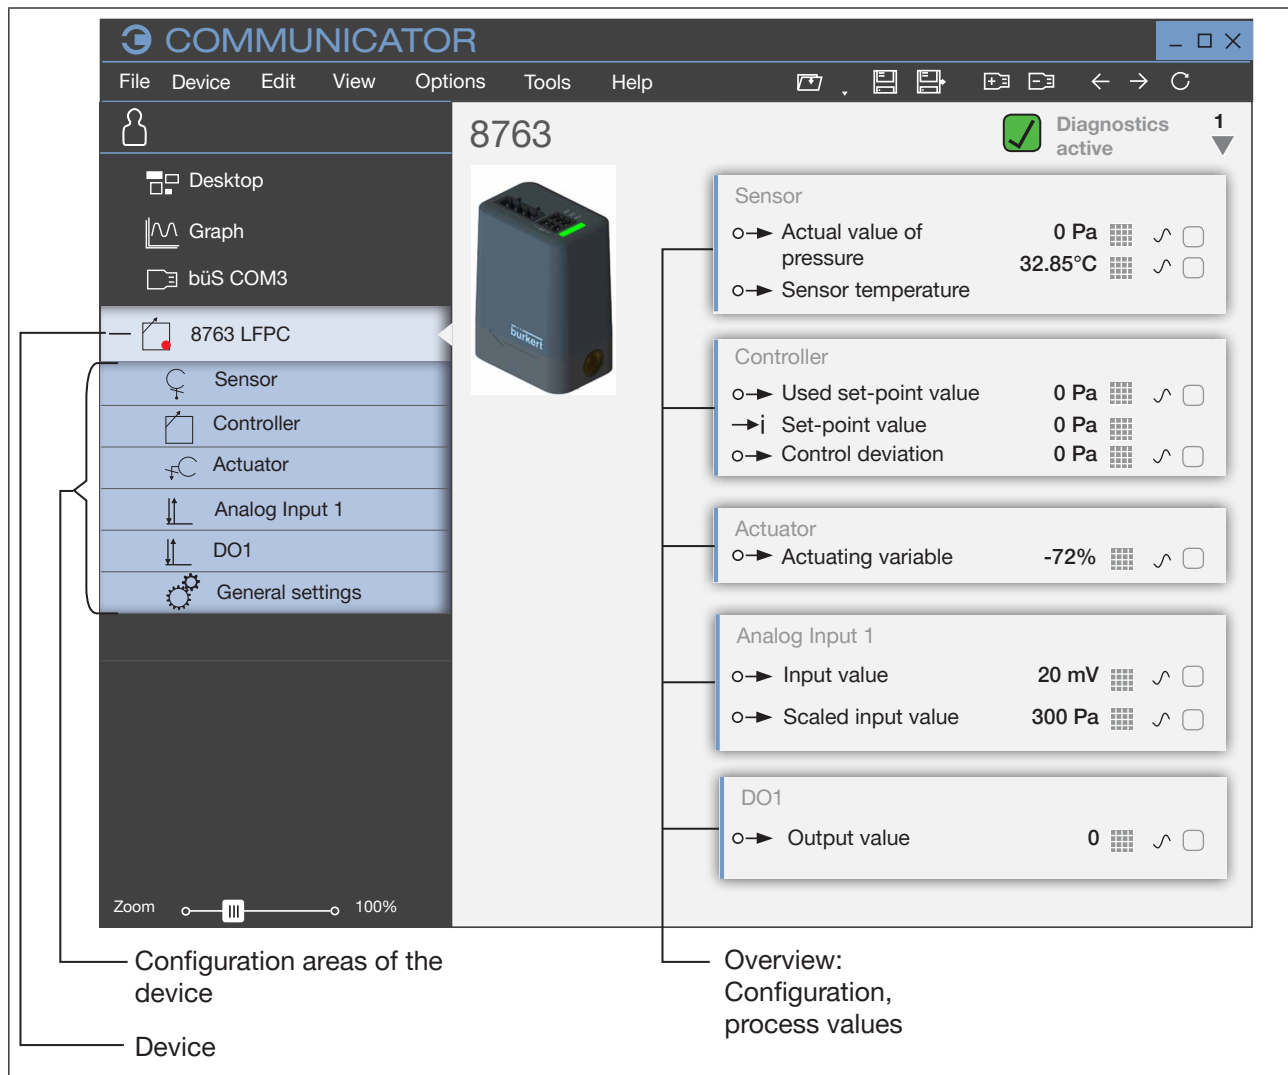 COMMUNICATOR
File Device Edit View Options Tools Help
8763
Diagnostics
active
1
Desktop
Graph
büS COM3
8763 LFPC
Sensor
Controller
Actuator
Analog Input 1
DO1
General settings
Zoom 100%
bürkert
Sensor
Actual value of 0 Pa
pressure 32.85°C
Sensor temperature
Controller
Used set-point value 0 Pa
Set-point value 0 Pa
Control deviation 0 Pa
Actuator
Actuating variable -72%
Analog Input 1
Input value 20 mV
Scaled input value 300 Pa
DO1
Output value 0
Configuration areas of the
device
Device
Overview:
Configuration,
process values